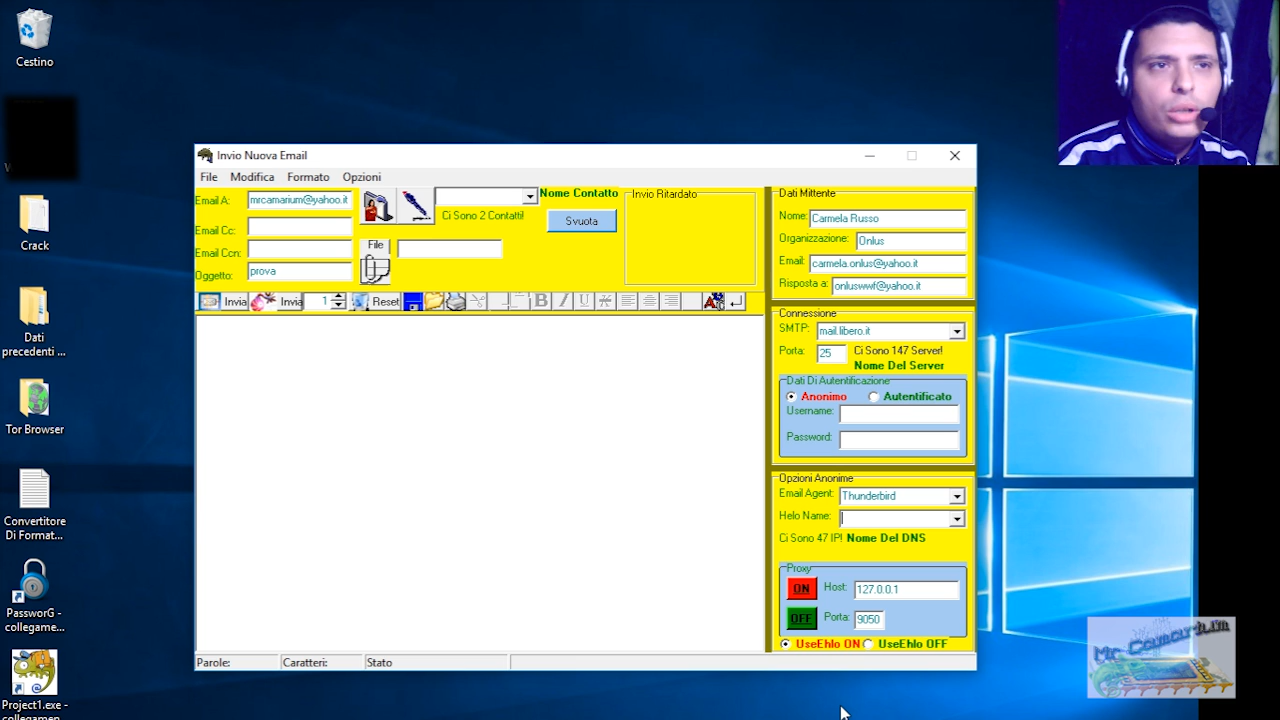 Cestino
Crack
Dati
precedenti ...
Tor Browser
Convertitore
Di Format...
PassworG -
collegame...
Project1.exe -
collegamen...
Invio Nuova Email
File Modifica Formato Opzioni
Email A: mrcamarium@yahoo.it
Email Cc:
Email Ccn:
Oggetto: prova
Nome Contatto
Ci Sono 2 Contatti!
Svuota
File
Invio Ritardato
Invia Invia 1 Reset
B I U
Dati Mittente
Nome: Carmela Russo
Organizzazione: Onlus
Email: carmela.onlus@yahoo.it
Risposta a: onluswwf@yahoo.it
Connessione
SMTP: mail.libero.it
Porta: 25 Ci Sono 147 Server!
Nome Del Server
Dati Di Autentificazione
Anonimo Autentificato
Username:
Password:
Opzioni Anonime
Email Agent: Thunderbird
Helo Name:
Ci Sono 47 IP! Nome Del DNS
Proxy
ON Host: 127.0.0.1
OFF Porta: 9050
UseEhlo ON UseEhlo OFF
Parole: Caratteri: Stato